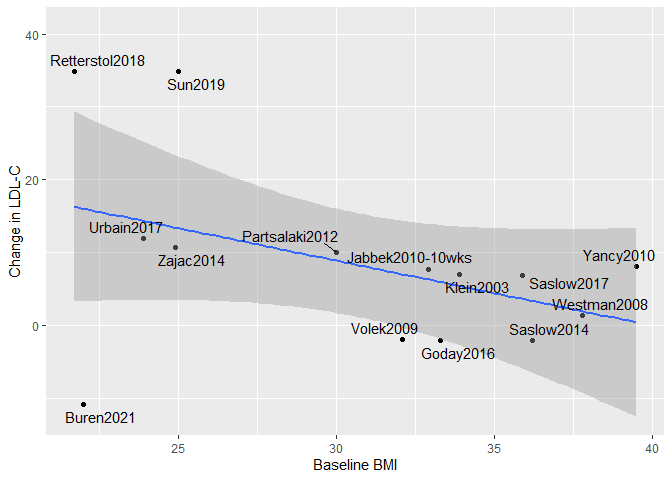 40
Retterstol2018
Sun2019
20
Change in LDL-C
Urbain2017
Partsalaki2012
Zajac2014
Jabbek2010-10wks
Yancy2010
Klein2003
Saslow2017
Westman2008
0
Volek2009
Saslow2014
Goday2016
Buren2021
25
30
35
40
Baseline BMI